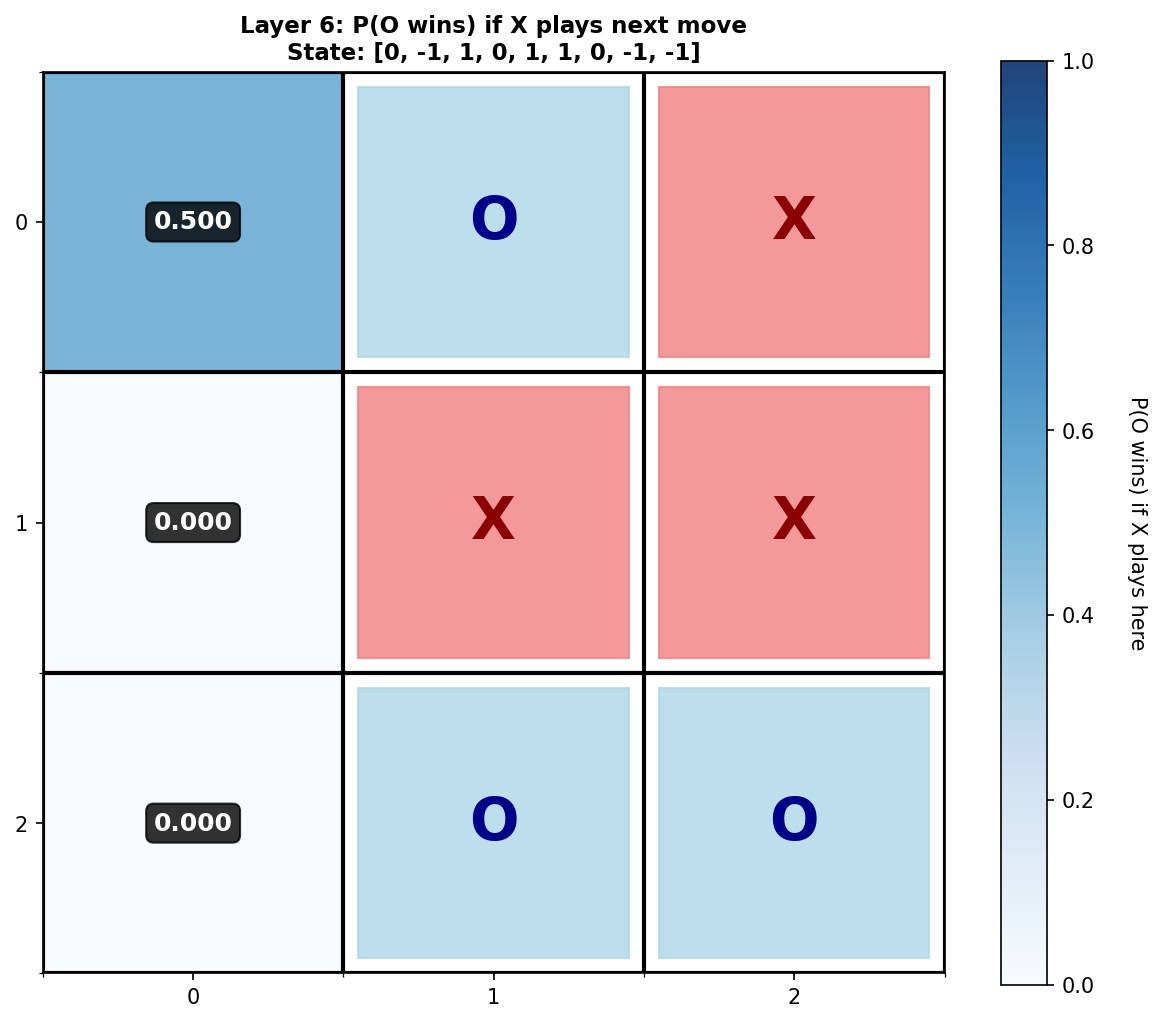 Layer 6: P(O wins) if X plays next move
State: [0, -1, 1, 0, 1, 1, 0, -1, -1]
0
0.500
O
X
1
0.000
X
X
2
0.000
O
O
0
1
2
1.0
0.8
0.6
0.4
0.2
0.0
P(O wins) if X plays here